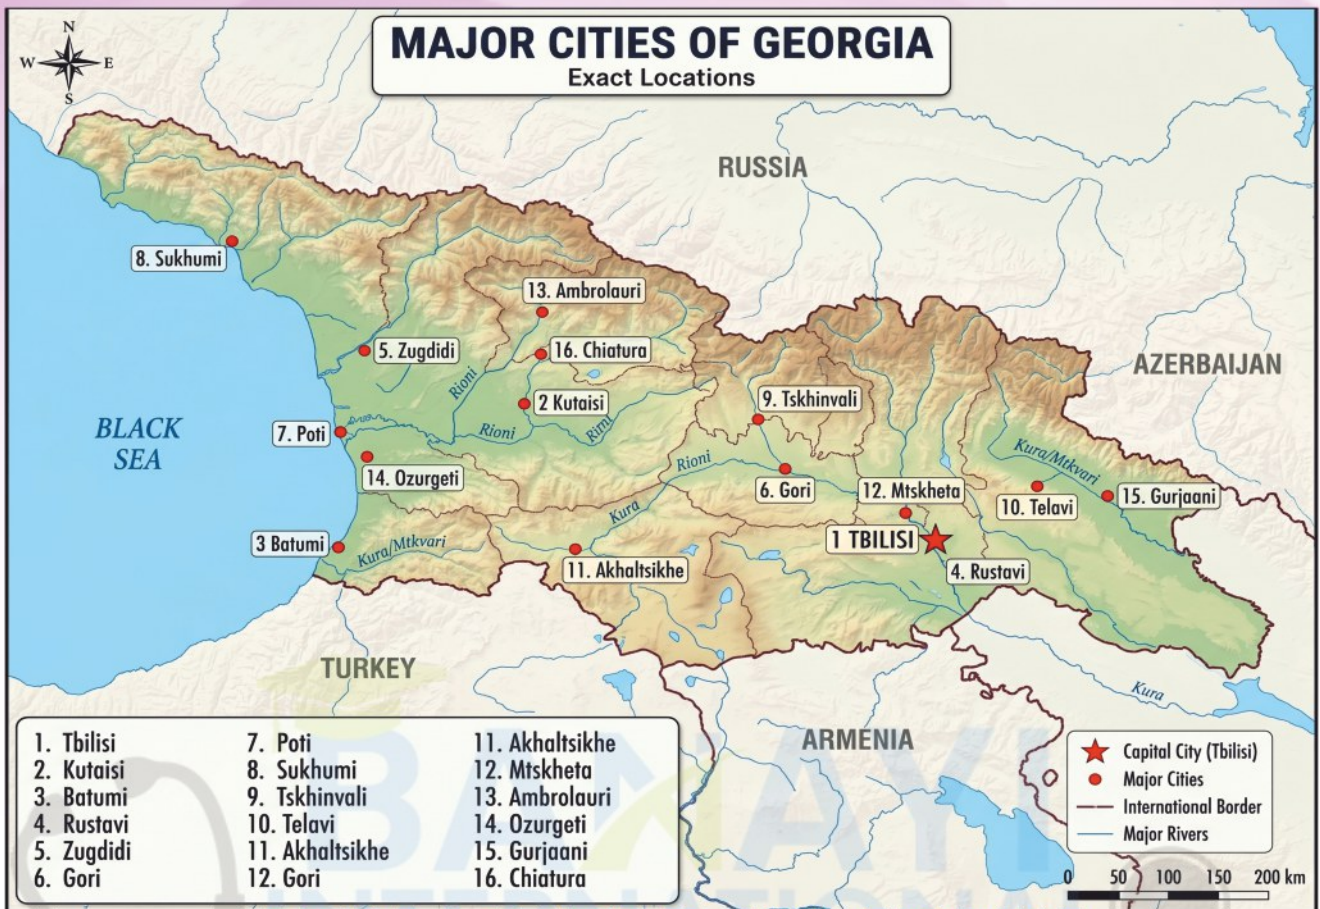 MAJOR CITIES OF GEORGIA
Exact Locations
N
W
E
S
RUSSIA
AZERBAIJAN
BLACK
SEA
TURKEY
ARMENIA
8. Sukhumi
13. Ambrolauri
5. Zugdidi
16. Chiatura
Rioni
2 Kutaisi
9. Tskhinvali
7. Poti
Rioni
Rirni
14. Ozurgeti
Rioni
6. Gori
12. Mtskheta
Kura/Mtkvari
10. Telavi
15. Gurjaani
Kura
3 Batumi
Kura/Mtkvari
11. Akhaltsikhe
1 TBILISI
4. Rustavi
Kura
1. Tbilisi
2. Kutaisi
3. Batumi
4. Rustavi
5. Zugdidi
6. Gori
7. Poti
8. Sukhumi
9. Tskhinvali
10. Telavi
11. Akhaltsikhe
12. Gori
11. Akhaltsikhe
12. Mtskheta
13. Ambrolauri
14. Ozurgeti
15. Gurjaani
16. Chiatura
Capital City (Tbilisi)
Major Cities
International Border
Major Rivers
0 50 100 150 200 km